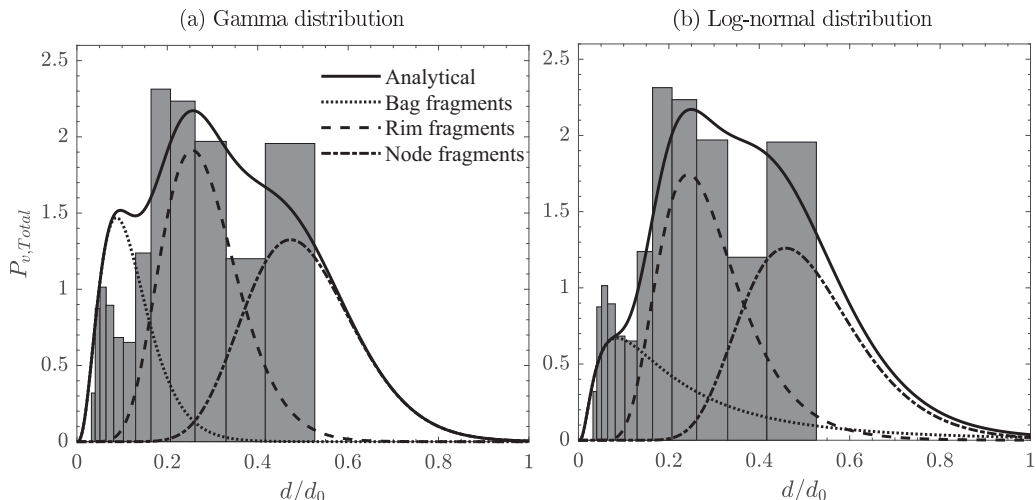 (a) Gamma distribution
(b) Log-normal distribution
2.5
2
1.5
1
0.5
0
P_{v,Total}
Analytical
Bag fragments
Rim fragments
Node fragments
0 0.2 0.4 0.6 0.8 1
d/d_0
2.5
2
1.5
1
0.5
0
0 0.2 0.4 0.6 0.8 1
d/d_0